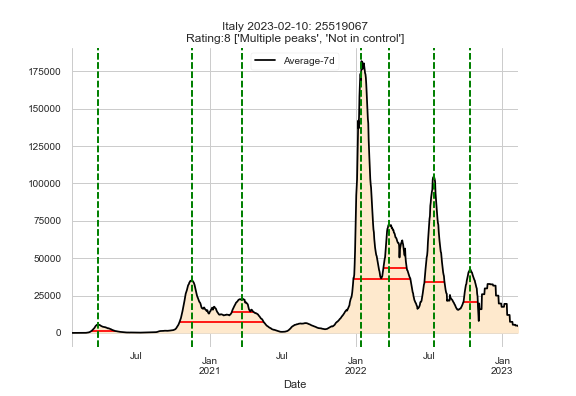 Italy 2023-02-10: 25519067
Rating:8 ['Multiple peaks', 'Not in control']
Average-7d
175000
150000
125000
100000
75000
50000
25000
0
Jul
Jan
2021
Jul
Jan
2022
Jul
Jan
2023
Date